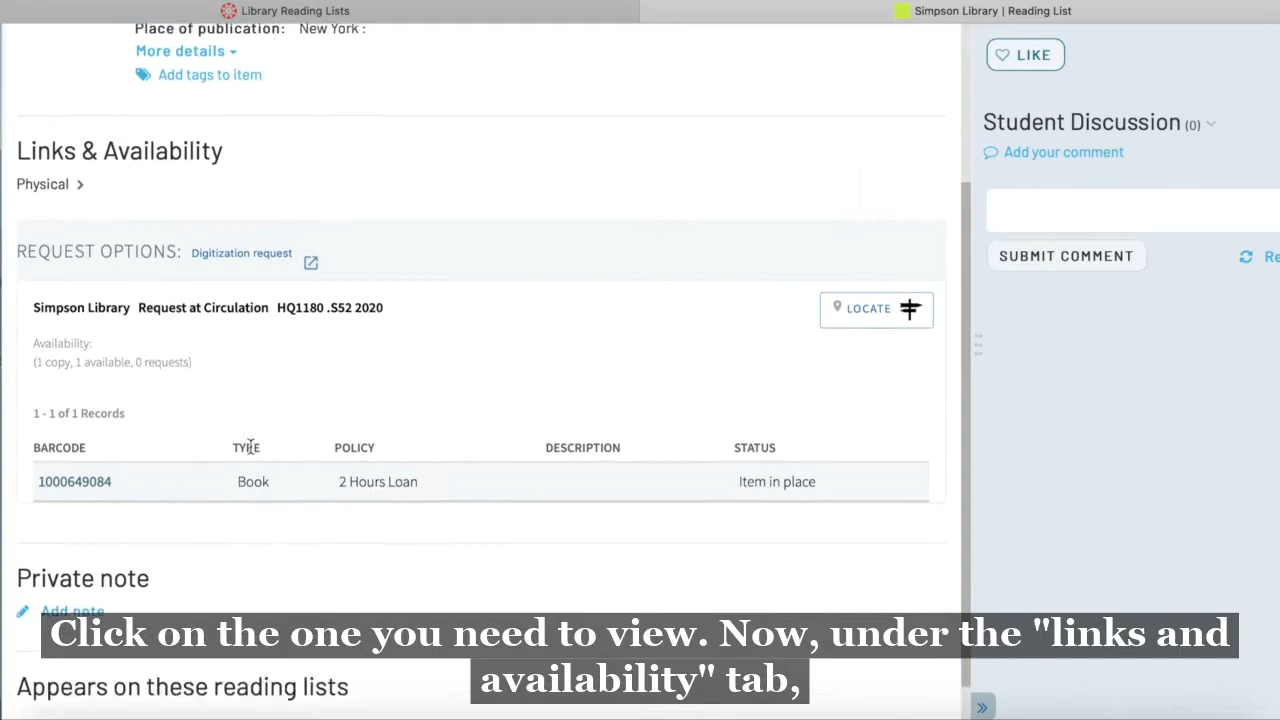 Library Reading Lists
Simpson Library | Reading List
Place of publication: New York :
More details
Add tags to item
Links & Availability
Physical
REQUEST OPTIONS: Digitization request
Simpson Library Request at Circulation HQ1180 .S52 2020
LOCATE
Availability:
(1 copy, 1 available, 0 requests)
1 - 1 of 1 Records
BARCODE TYPE POLICY DESCRIPTION STATUS
1000649084 Book 2 Hours Loan Item in place
Private note
Add note
Appears on these reading lists
LIKE
Student Discussion (0)
Add your comment
SUBMIT COMMENT
Re
Click on the one you need to view. Now, under the "links and
availability" tab,